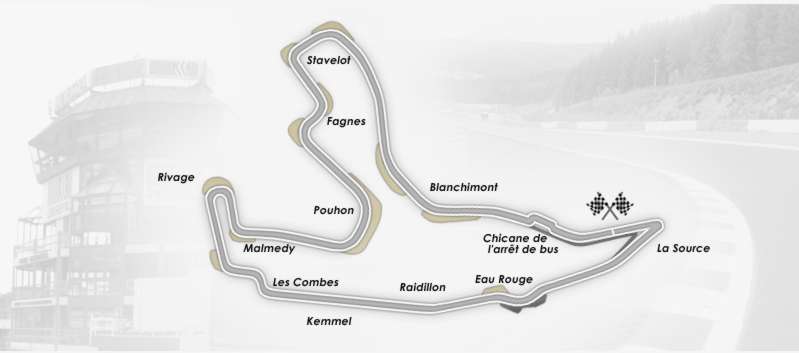 Stavelot
Fagnes
Rivage
Blanchimont
Pouhon
Chicane de
l'arrêt de bus
Malmedy
La Source
Les Combes
Raidillon
Eau Rouge
Kemmel